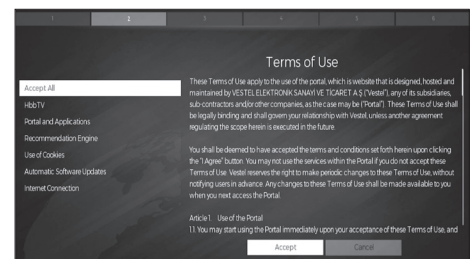 1
2
3
4
5
6
Terms of Use
Accept All
HbbTV
Portal and Applications
Recommendation Engine
Use of Cookies
Automatic Software Updates
Internet Connection
These Terms of Use apply to the use of the portal, which is website that is designed, hosted and
maintained by VESTEL ELEKTRONİK SANAYİ VE TİCARET A.Ş ("Vestel"), any of its subsidiaries,
sub-contractors and/or other companies, as the case may be ("Portal"). These Terms of Use shall
be legally binding and shall govern your relationship with Vestel, unless another agreement
regulating the scope herein is executed in the future.
You shall be deemed to have accepted the terms and conditions set forth herein upon clicking
the "I Agree" button. You may not use the services within the Portal if you do not accept these
Terms of Use. Vestel reserves the right to make periodic changes to these Terms of Use, without
notifying users in advance. Any changes to these Terms of Use shall be made available to you
when you next access the Portal.
Article 1. Use of the Portal
1.1 You may start using the Portal immediately upon your acceptance of these Terms of Use, and
Accept
Cancel